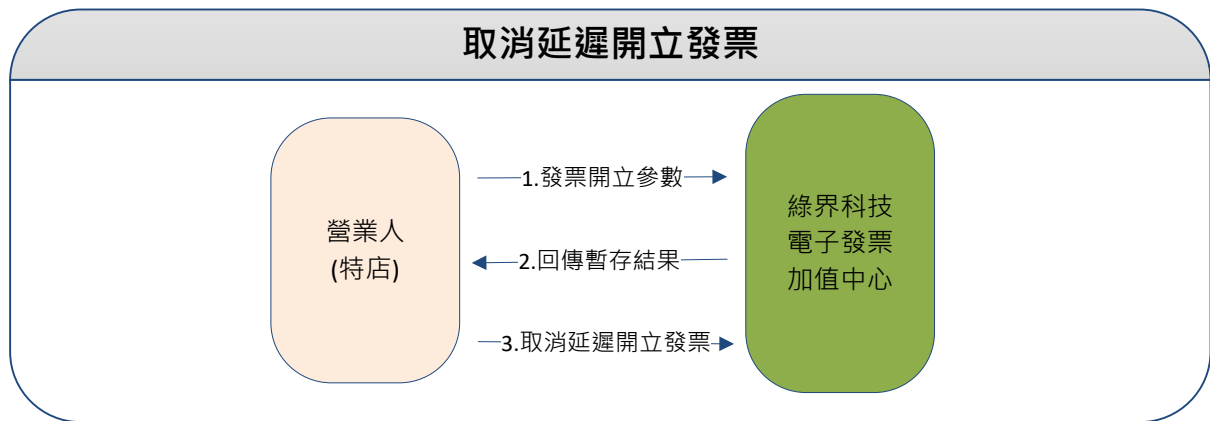 取消延遲開立發票
營業人
(特店)
1.發票開立參數
2.回傳暫存結果
3.取消延遲開立發票
綠界科技
電子發票
加值中心